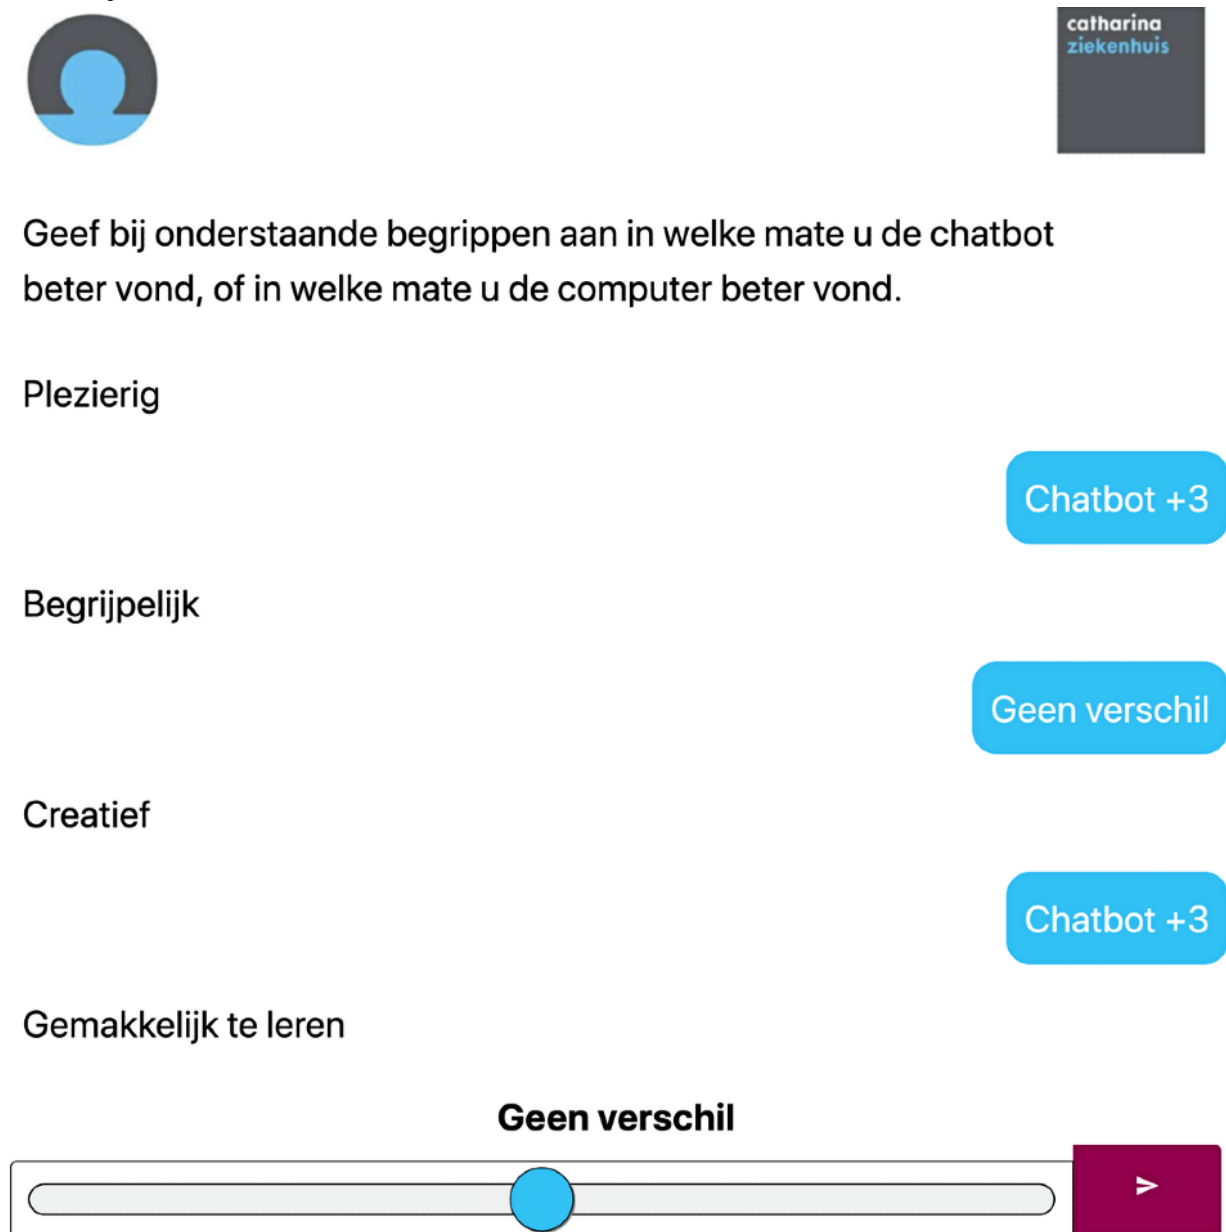 catharina
ziekenhuis
Geef bij onderstaande begrippen aan in welke mate u de chatbot
beter vond, of in welke mate u de computer beter vond.
Plezierig
Chatbot +3
Begrijpelijk
Geen verschil
Creatief
Chatbot +3
Gemakkelijk te leren
Geen verschil